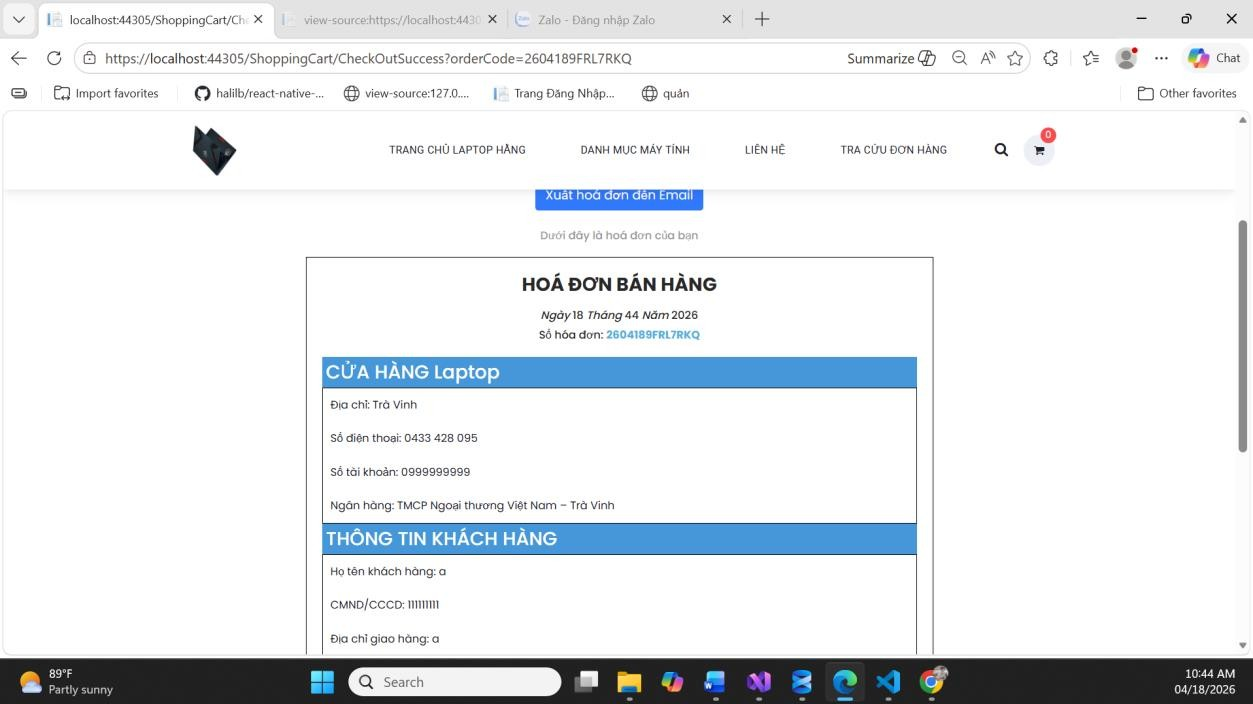 localhost:44305/ShoppingCart/Che
view-source:https://localhost:4430
Zalo - Đăng nhập Zalo
https://localhost:44305/ShoppingCart/CheckOutSuccess?orderCode=2604189FRL7RKQ
Summarize
Chat
Import favorites
halilb/react-native-...
view-source:127.0....
Trang Đăng Nhập...
quán
Other favorites
TRANG CHỦ LAPTOP HẰNG
DANH MỤC MÁY TÍNH
LIÊN HỆ
TRA CỨU ĐƠN HÀNG
0
Xuất hoá đơn đến Email
Dưới đây là hoá đơn của bạn
HOÁ ĐƠN BÁN HÀNG
Ngày 18 Tháng 44 Năm 2026
Số hóa đơn: 2604189FRL7RKQ
CỬA HÀNG Laptop
Địa chỉ: Trà Vinh
Số điện thoại: 0433 428 095
Số tài khoản: 0999999999
Ngân hàng: TMCP Ngoại thương Việt Nam – Trà Vinh
THÔNG TIN KHÁCH HÀNG
Họ tên khách hàng: a
CMND/CCCD: 111111111
Địa chỉ giao hàng: a
89°F
Partly sunny
Search
10:44 AM
04/18/2026